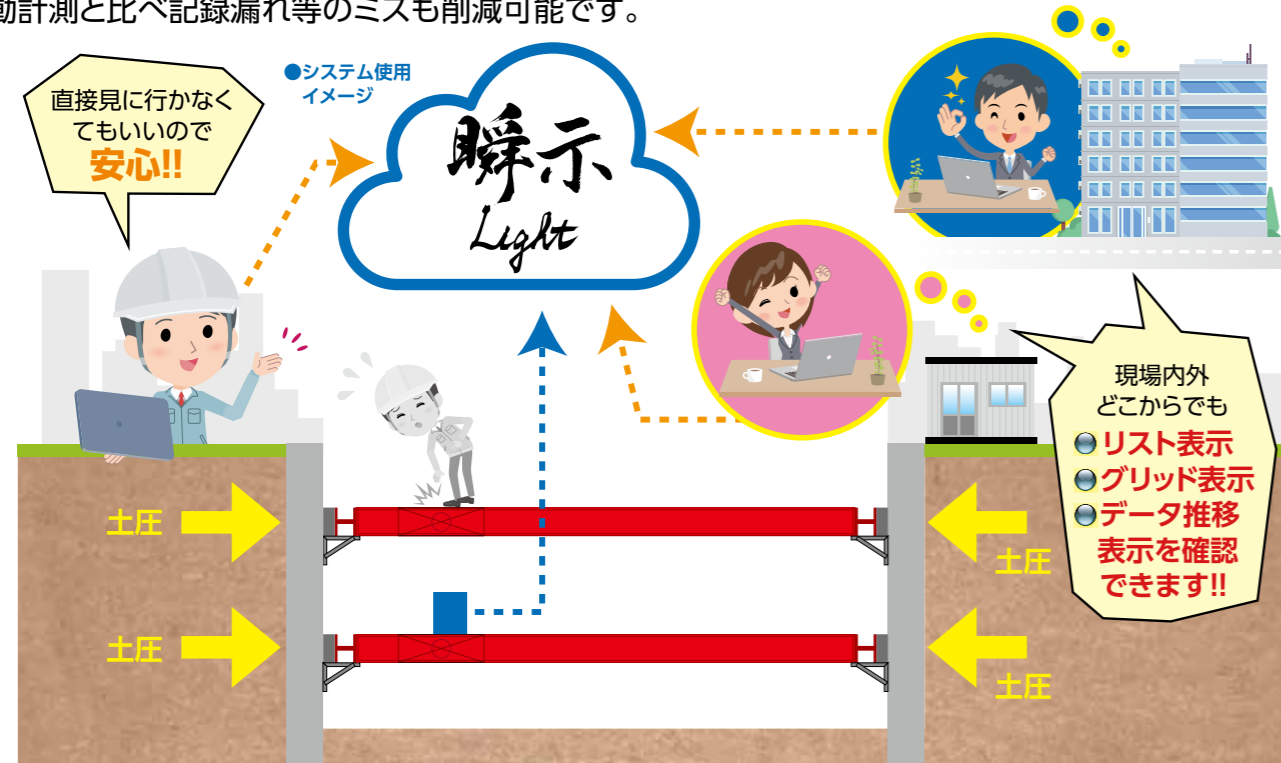 動計測と比べ記録漏れ等のミスも削減可能です。
●システム使用
イメージ
直接見に行かなく
てもいいので
安心!!
瞬示
Light
現場内外
どこからでも
リスト表示
グリッド表示
データ推移
表示を確認
できます!!
土圧
土圧
土圧
土圧